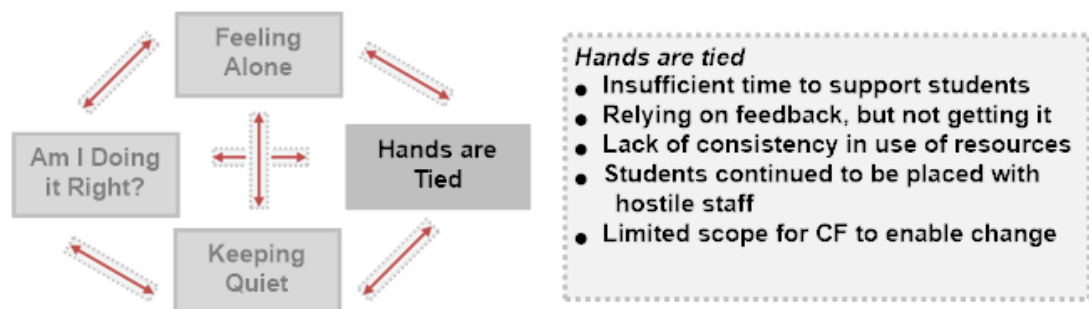 Feeling
Alone
Am I Doing
it Right?
Hands are
Tied
Keeping
Quiet
Hands are tied
● Insufficient time to support students
● Relying on feedback, but not getting it
● Lack of consistency in use of resources
● Students continued to be placed with
hostile staff
● Limited scope for CF to enable change